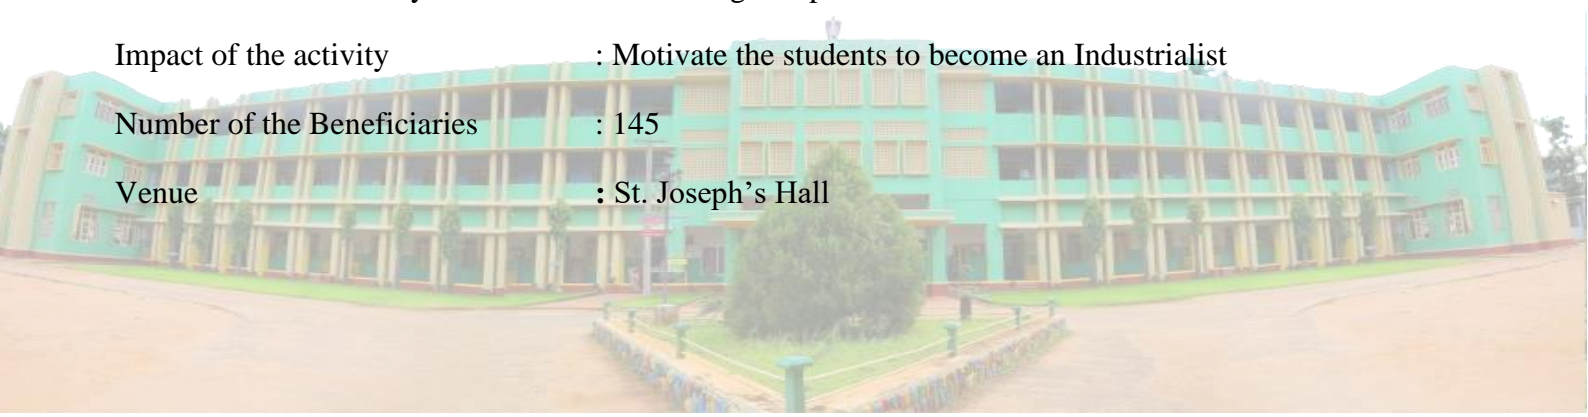 Impact of the activity : Motivate the students to become an Industrialist
Number of the Beneficiaries : 145
Venue : St. Joseph’s Hall